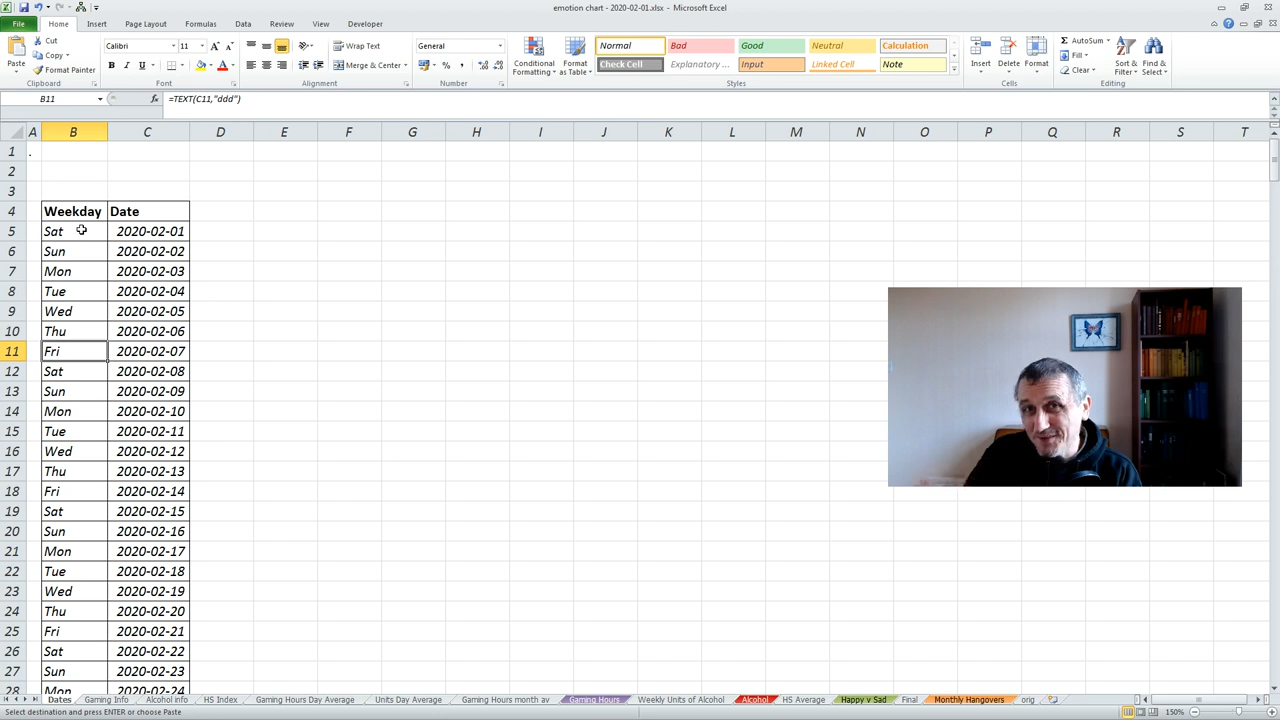 emotion chart - 2020-02-01.xlsx - Microsoft Excel
File Home Insert Page Layout Formulas Data Review View Developer
Paste
Cut
Copy
Format Painter
Clipboard
Calibri 11
B I U
Font
Wrap Text
Merge & Center
Alignment
General
Number
Conditional Formatting
Format as Table
Normal Bad Good Neutral Calculation
Check Cell Explanatory ... Input Linked Cell Note
Styles
Insert Delete Format
Cells
AutoSum
Fill
Clear
Sort & Filter
Find & Select
Editing
B11 fx =TEXT(C11,"ddd")
A B C D E F G H I J K L M N O P Q R S T
1 .
2
3
4 Weekday Date
5 Sat 2020-02-01
6 Sun 2020-02-02
7 Mon 2020-02-03
8 Tue 2020-02-04
9 Wed 2020-02-05
10 Thu 2020-02-06
11 Fri 2020-02-07
12 Sat 2020-02-08
13 Sun 2020-02-09
14 Mon 2020-02-10
15 Tue 2020-02-11
16 Wed 2020-02-12
17 Thu 2020-02-13
18 Fri 2020-02-14
19 Sat 2020-02-15
20 Sun 2020-02-16
21 Mon 2020-02-17
22 Tue 2020-02-18
23 Wed 2020-02-19
24 Thu 2020-02-20
25 Fri 2020-02-21
26 Sat 2020-02-22
27 Sun 2020-02-23
28 Mon 2020-02-24
Dates Gaming Info Alcohol info HS Index Gaming Hours Day Average Units Day Average Gaming Hours month av Gaming Hours Weekly Units of Alcohol Alcohol HS Average Happy v Sad Final Monthly Hangovers orig
Select destination and press ENTER or choose Paste 150%